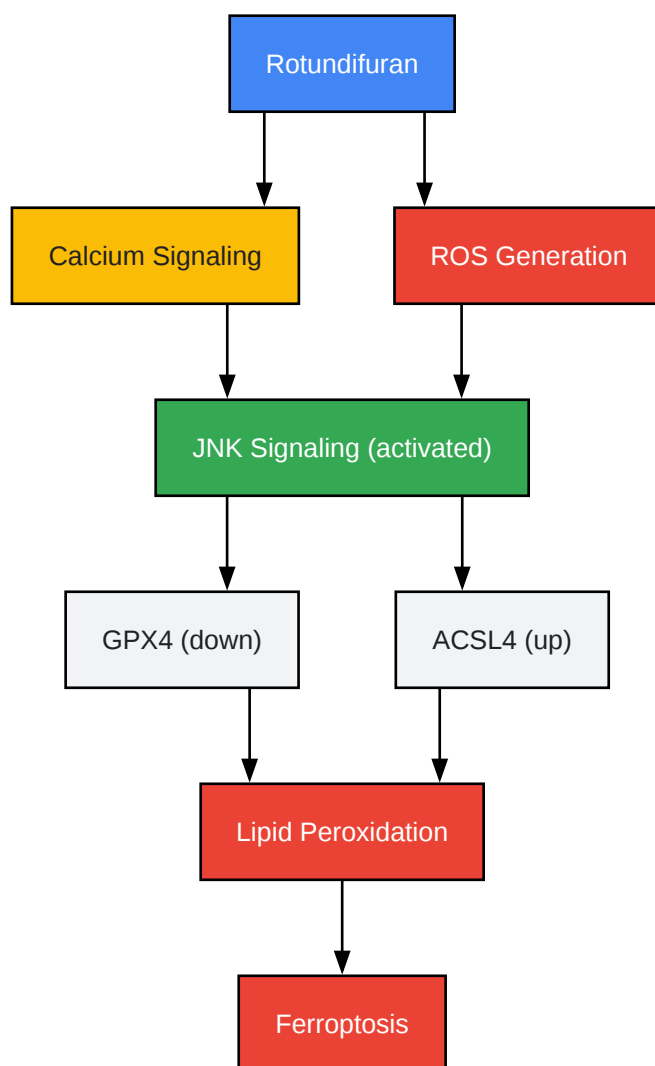 Rotundifuran
Calcium Signaling
ROS Generation
JNK Signaling (activated)
GPX4 (down)
ACSL4 (up)
Lipid Peroxidation
Ferroptosis